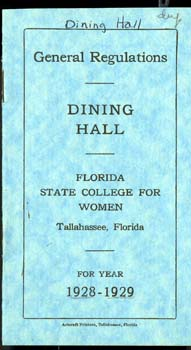 Dining Hall
General Regulations
DINING
HALL
FLORIDA
STATE COLLEGE FOR
WOMEN
Tallahassee, Florida
FOR YEAR
1928-1929
Artcraft Printers, Tallahassee, Florida